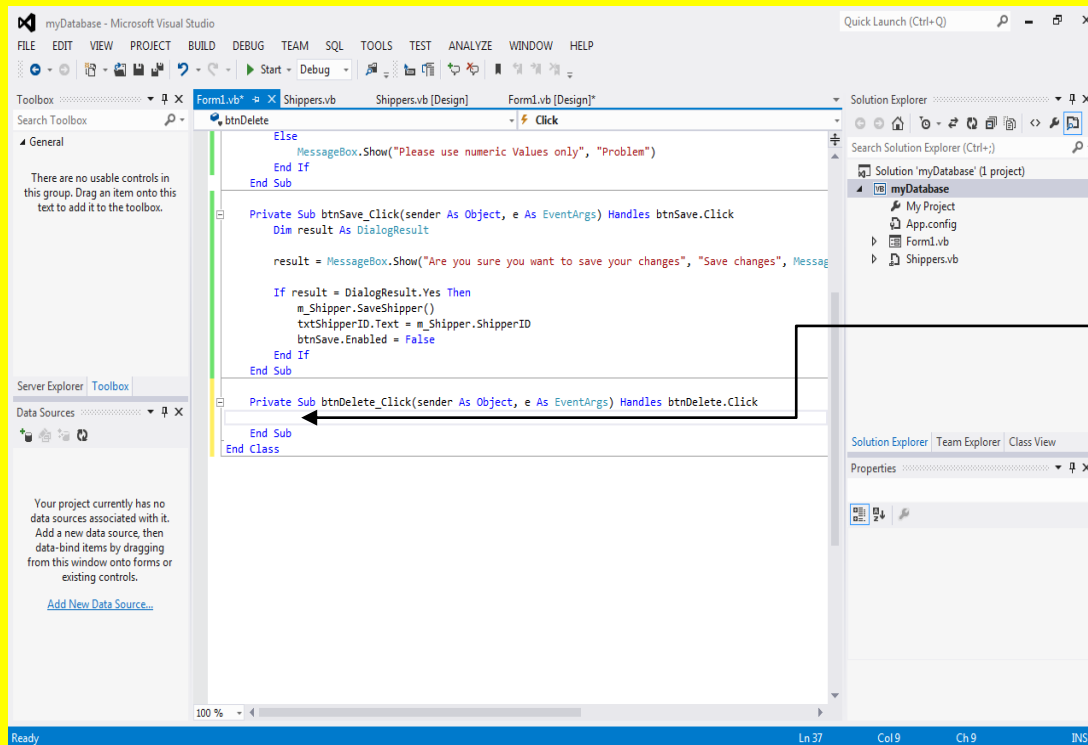 myDatabase - Microsoft Visual Studio
Quick Launch (Ctrl+Q)
FILE EDIT VIEW PROJECT BUILD DEBUG TEAM SQL TOOLS TEST ANALYZE WINDOW HELP
Start Debug
Toolbox
Search Toolbox
General
There are no usable controls in
this group. Drag an item onto this
text to add it to the toolbox.
Server Explorer Toolbox
Data Sources
Your project currently has no
data sources associated with it.
Add a new data source, then
data-bind items by dragging
from this window onto forms or
existing controls.
Add New Data Source...
Form1.vb* Shippers.vb Shippers.vb [Design] Form1.vb [Design]*
btnDelete Click
Else
MessageBox.Show("Please use numeric Values only", "Problem")
End If
End Sub
Private Sub btnSave_Click(sender As Object, e As EventArgs) Handles btnSave.Click
Dim result As DialogResult
result = MessageBox.Show("Are you sure you want to save your changes", "Save changes", Messag
If result = DialogResult.Yes Then
m_Shipper.SaveShipper()
txtShipperID.Text = m_Shipper.ShipperID
btnSave.Enabled = False
End If
End Sub
Private Sub btnDelete_Click(sender As Object, e As EventArgs) Handles btnDelete.Click
End Sub
End Class
100 %
Solution Explorer
Search Solution Explorer (Ctrl+;)
Solution 'myDatabase' (1 project)
VB myDatabase
My Project
App.config
Form1.vb
Shippers.vb
Solution Explorer Team Explorer Class View
Properties
Ready Ln 37 Col 9 Ch 9 INS